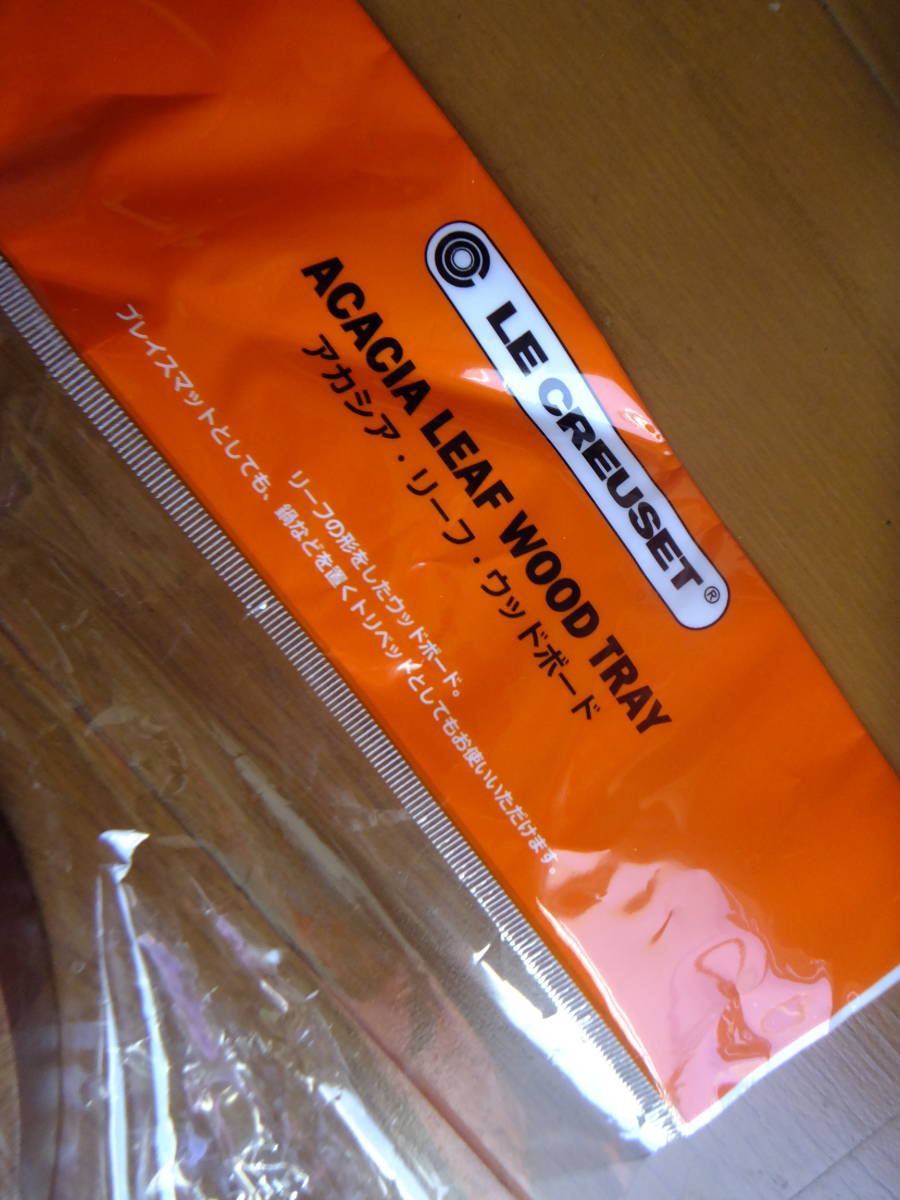 LE CREUSET®
ACACIA LEAF WOOD TRAY
アカシア・リーフ・ウッドボード
リーフの形をしたウッドボード。
プレイスマットとしても、鍋などを置くトリベットとしてもお使いいただけます。